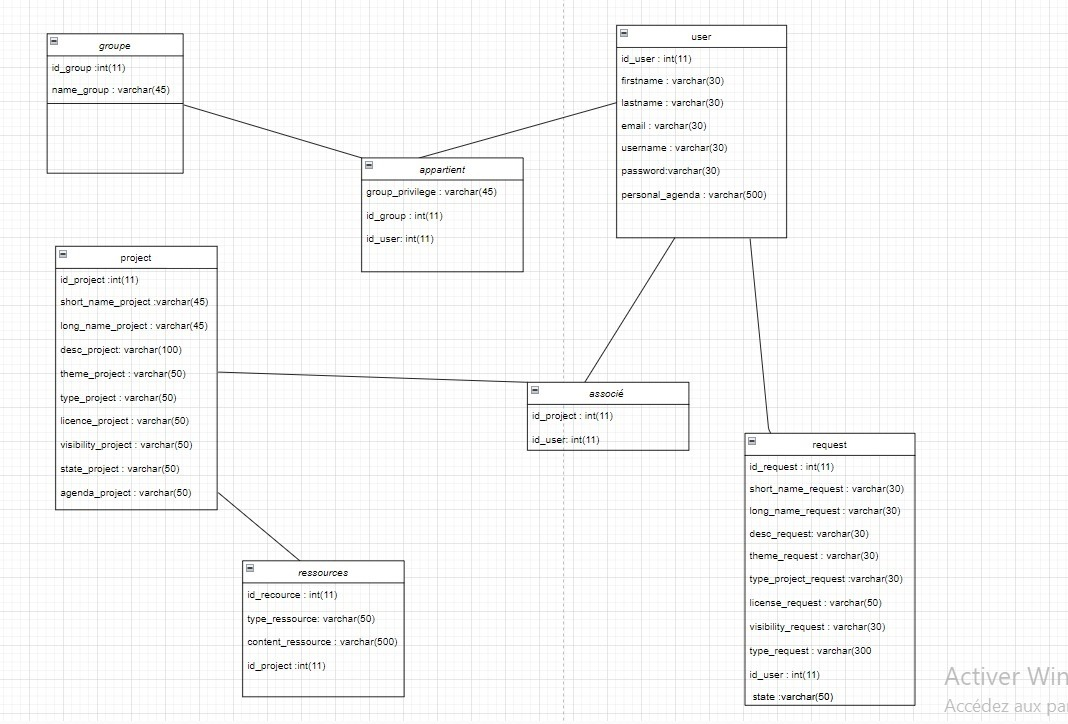 groupe
id_group :int(11)
name_group : varchar(45)
user
id_user : int(11)
firstname : varchar(30)
lastname : varchar(30)
email : varchar(30)
username : varchar(30)
password:varchar(30)
personal_agenda : varchar(500)
appartient
group_privilege : varchar(45)
id_group : int(11)
id_user: int(11)
project
id_project :int(11)
short_name_project :varchar(45)
long_name_project : varchar(45)
desc_project: varchar(100)
theme_project : varchar(50)
type_project : varchar(50)
licence_project : varchar(50)
visibility_project : varchar(50)
state_project : varchar(50)
agenda_project : varchar(50)
associé
id_project : int(11)
id_user: int(11)
request
id_request : int(11)
short_name_request : varchar(30)
long_name_request : varchar(30)
desc_request: varchar(30)
theme_request : varchar(30)
type_project_request :varchar(30)
license_request : varchar(50)
visibility_request : varchar(30)
type_request : varchar(300
id_user : int(11)
state :varchar(50)
ressources
id_recource : int(11)
type_ressource: varchar(50)
content_ressource : varchar(500)
id_project :int(11)
Activer Win
Accédez aux pa